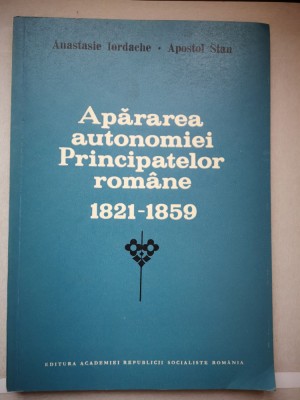 Anastasie Iordache • Apostol Stan
Apărarea
autonomiei
Principatelor
române
1821-1859
EDITURA ACADEMIEI REPUBLICII SOCIALISTE ROMÂNIA